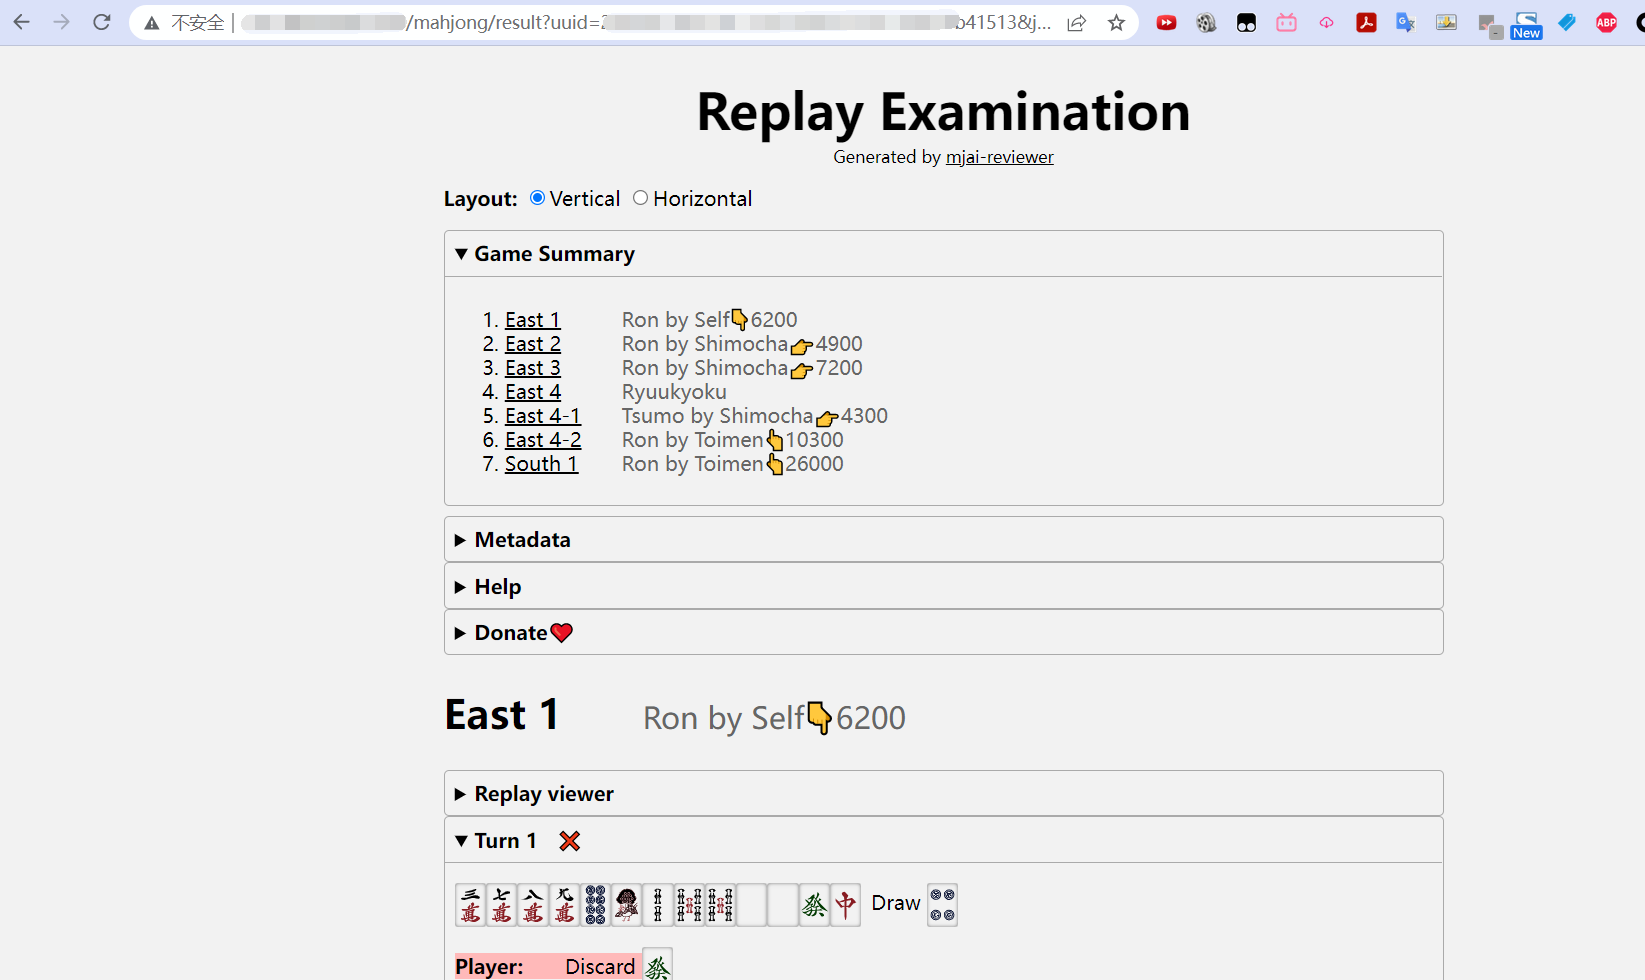 不安全 | /mahjong/result?uuid= b41513&j...
New
ABP
Replay Examination
Generated by mjai-reviewer
Layout: Vertical Horizontal
Game Summary
1. East 1 Ron by Self👇6200
2. East 2 Ron by Shimocha👉4900
3. East 3 Ron by Shimocha👉7200
4. East 4 Ryuukyoku
5. East 4-1 Tsumo by Shimocha👉4300
6. East 4-2 Ron by Toimen👆10300
7. South 1 Ron by Toimen👆26000
Metadata
Help
Donate❤
East 1 Ron by Self👇6200
Replay viewer
Turn 1 ❌
三萬 七萬 八萬 九萬 發 中 Draw
Player: Discard 發